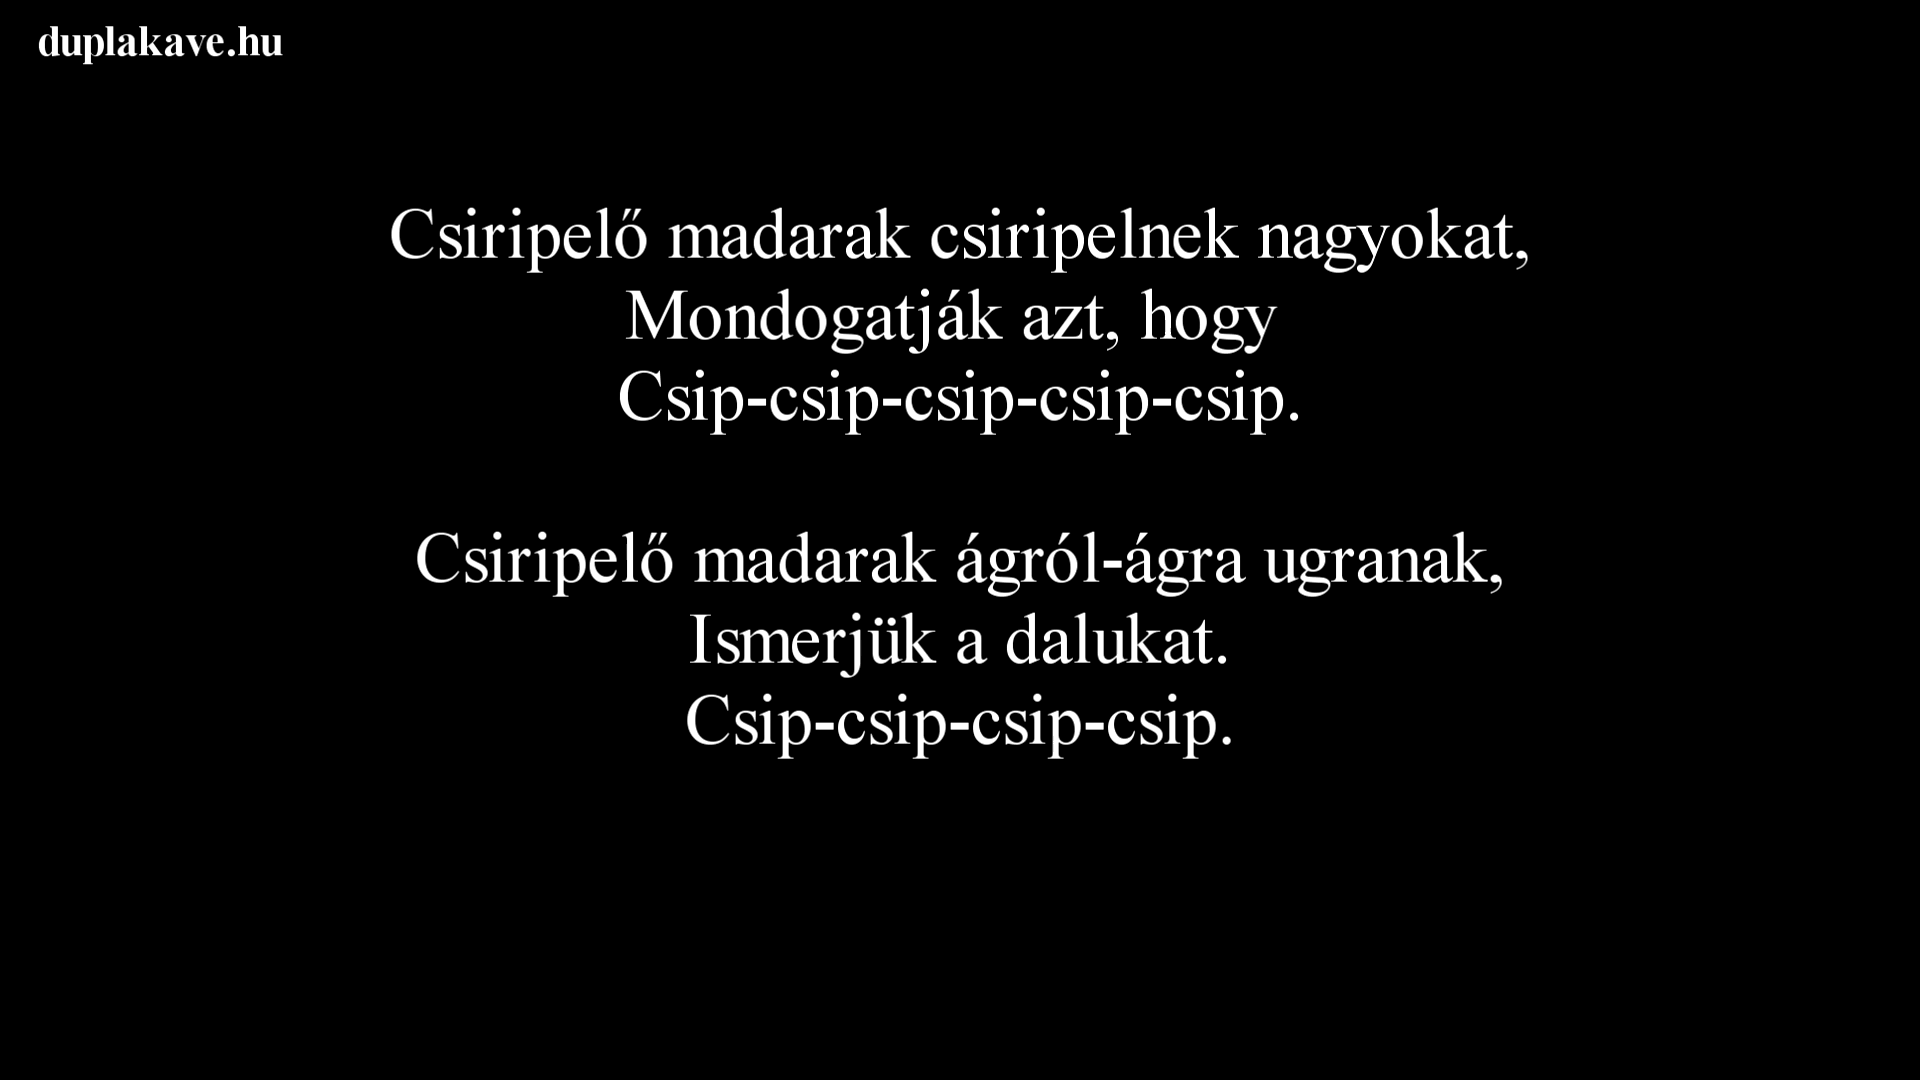 duplakave.hu
Csiripelő madarak csiripelnek nagyokat,
Mondogatják azt, hogy
Csip-csip-csip-csip-csip.
Csiripelő madarak ágról-ágra ugranak,
Ismerjük a dalukat.
Csip-csip-csip-csip.